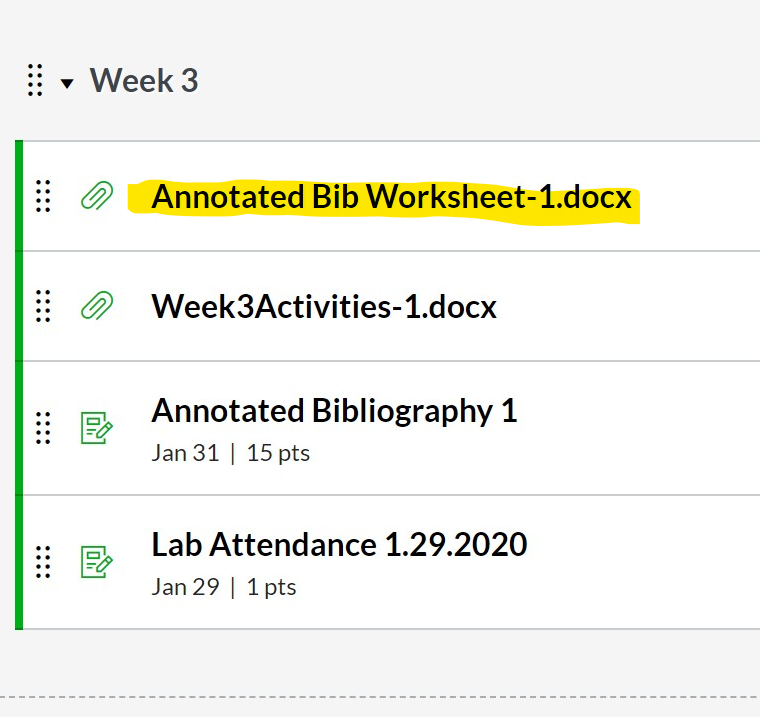 Week 3
Annotated Bib Worksheet-1.docx
Week3Activities-1.docx
Annotated Bibliography 1
Jan 31 | 15 pts
Lab Attendance 1.29.2020
Jan 29 | 1 pts